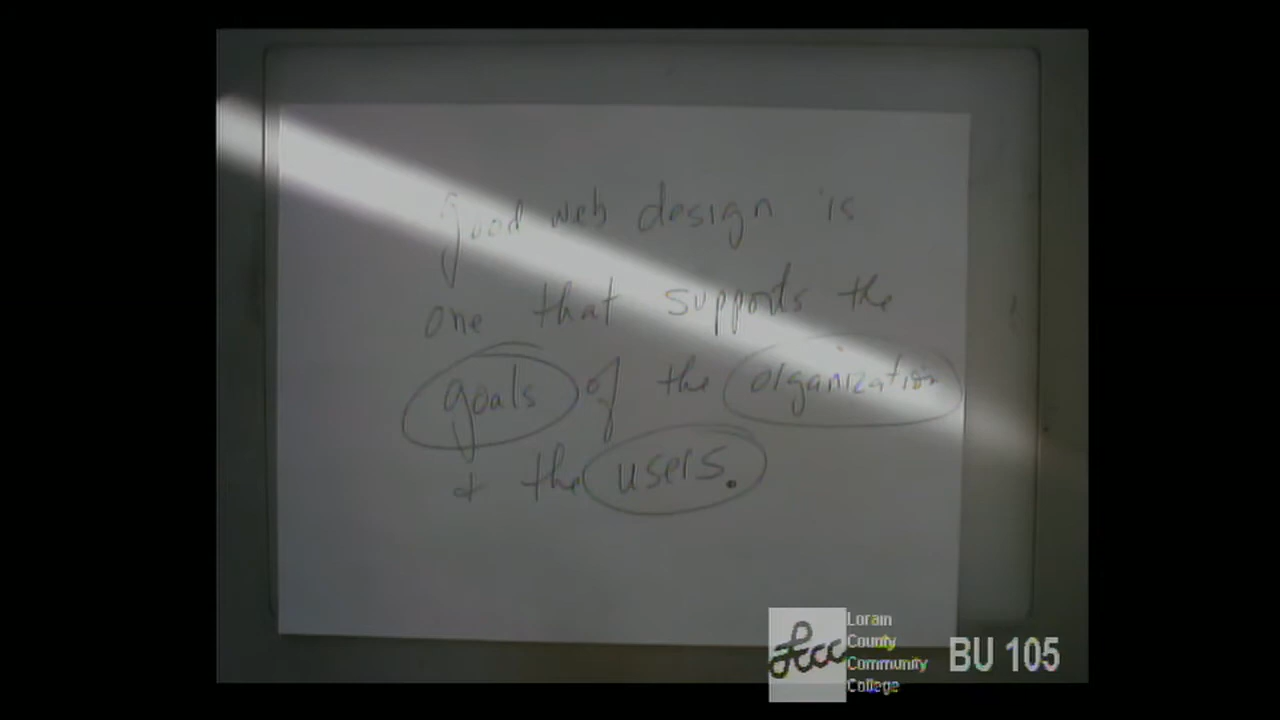 good web design is
one that supports the
goals of the organization
+ the users.
lccc
Lorain
County
Community
College
BU 105